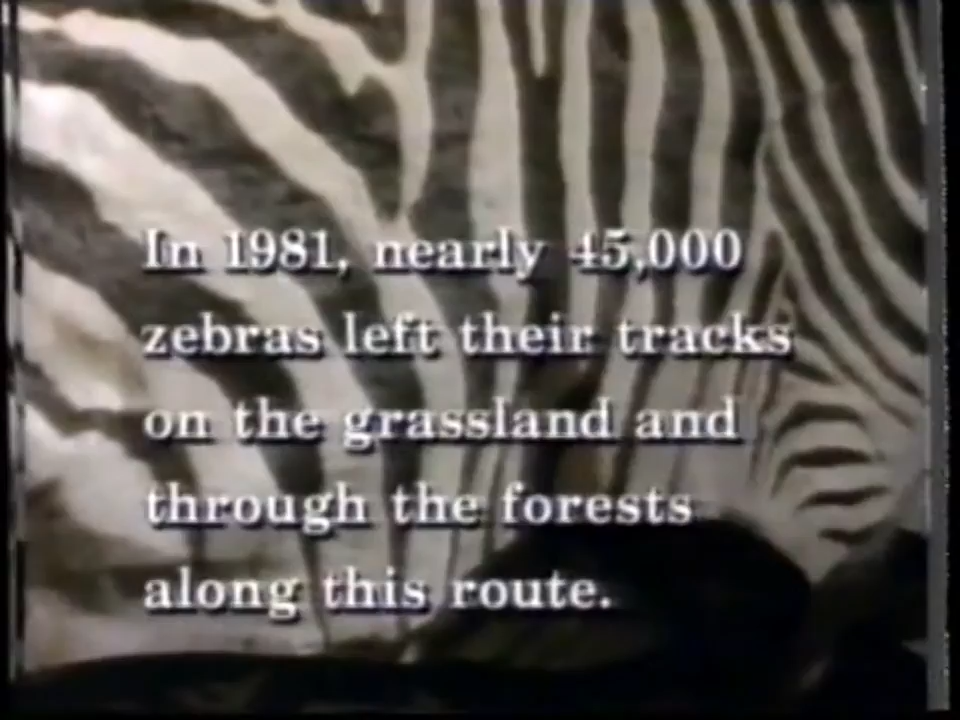 In 1981, nearly 45,000
zebras left their tracks
on the grassland and
through the forests
along this route.